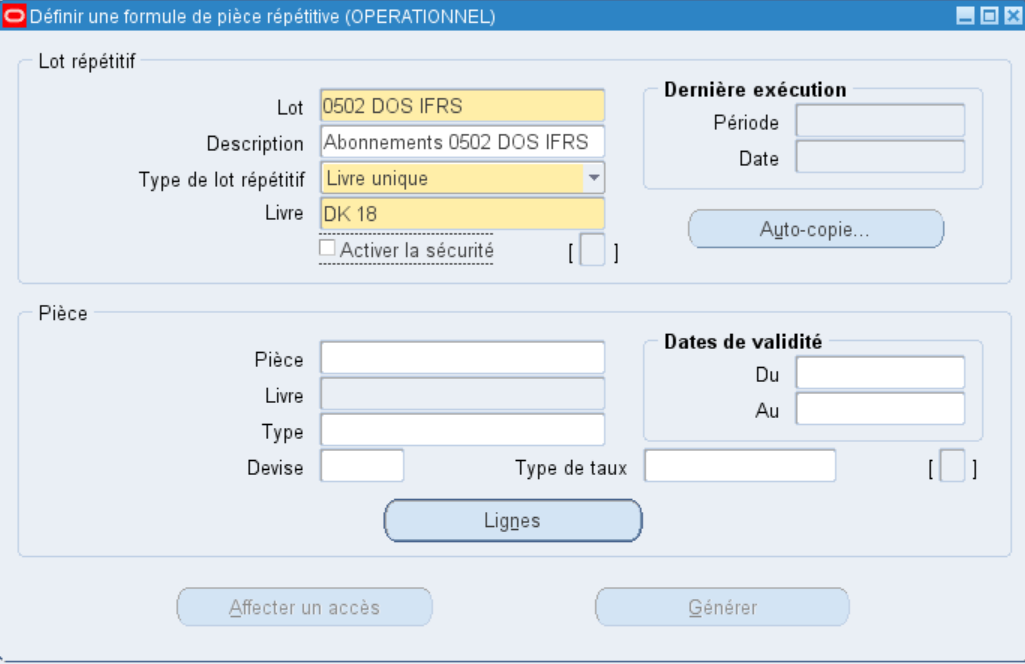 Définir une formule de pièce répétitive (OPERATIONNEL)
Lot répétitif
Lot 0502 DOS IFRS
Description Abonnements 0502 DOS IFRS
Type de lot répétitif Livre unique
Livre DK 18
Activer la sécurité [ ]
Dernière exécution
Période
Date
Auto-copie...
Pièce
Pièce
Livre
Type
Devise Type de taux [ ]
Dates de validité
Du
Au
Lignes
Affecter un accès Générer